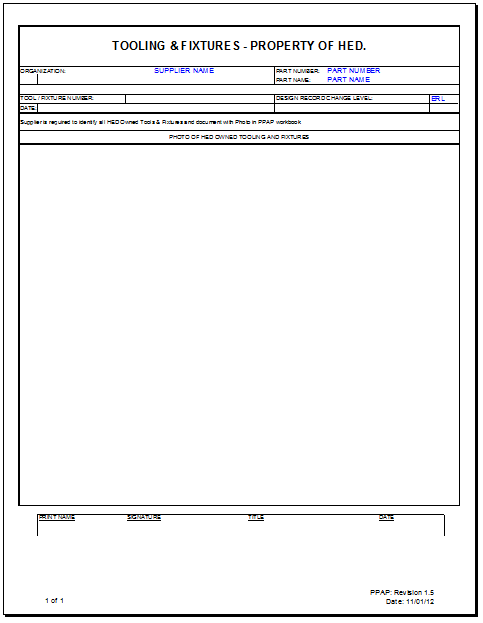 TOOLING & FIXTURES - PROPERTY OF HED.
ORGANIZATION: SUPPLIER NAME PART NUMBER: PART NUMBER
PART NAME: PART NAME
TOOL / FIXTURE NUMBER: DESIGN RECORD CHANGE LEVEL: ERL
DATE:
Supplier is required to identify all HED Owned Tools & Fixtures and document with Photo in PPAP workbook
PHOTO OF HED OWNED TOOLING AND FIXTURES
PRINT NAME SIGNATURE TITLE DATE
PPAP: Revision 1.5
1 of 1 Date: 11/01/12